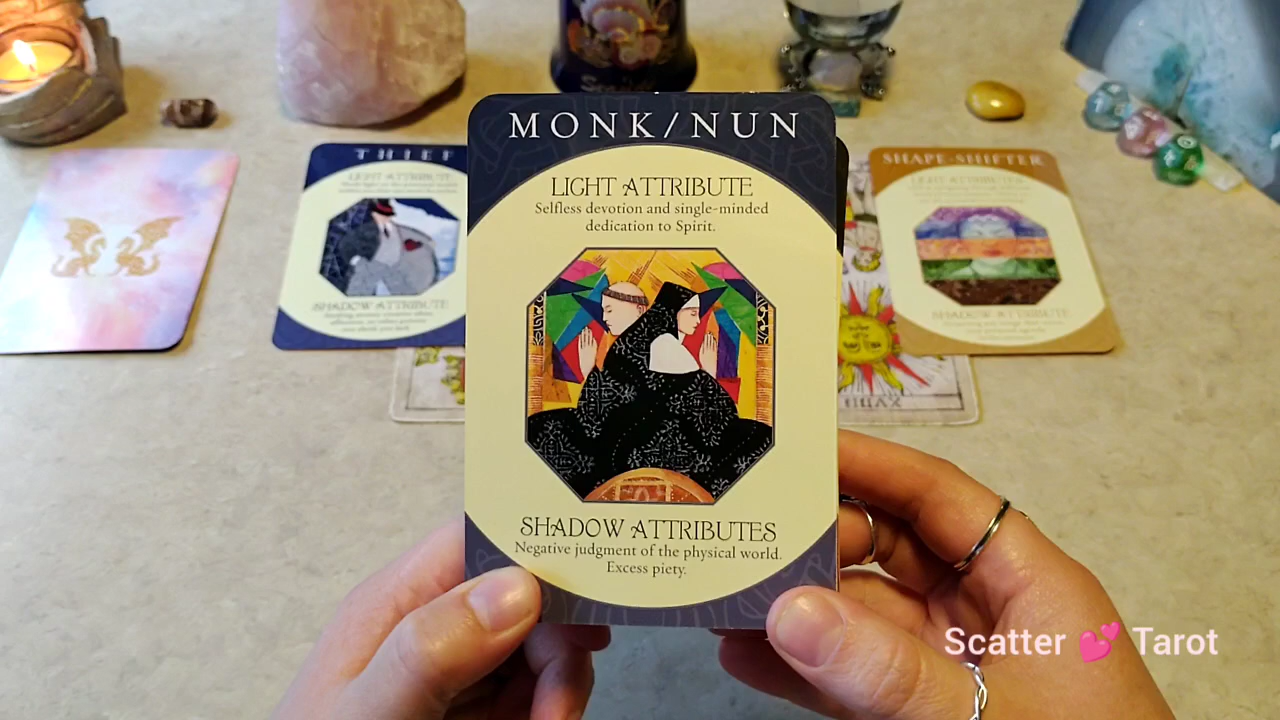 MONK/NUN
LIGHT ATTRIBUTE
Selfless devotion and single-minded
dedication to Spirit.
SHADOW ATTRIBUTES
Negative judgment of the physical world.
Excess piety.
THIEF
LIGHT ATTRIBUTE
SHADOW ATTRIBUTE
SHAPE-SHIFTER
LIGHT ATTRIBUTES
SHADOW ATTRIBUTE
Scatter 💕 Tarot